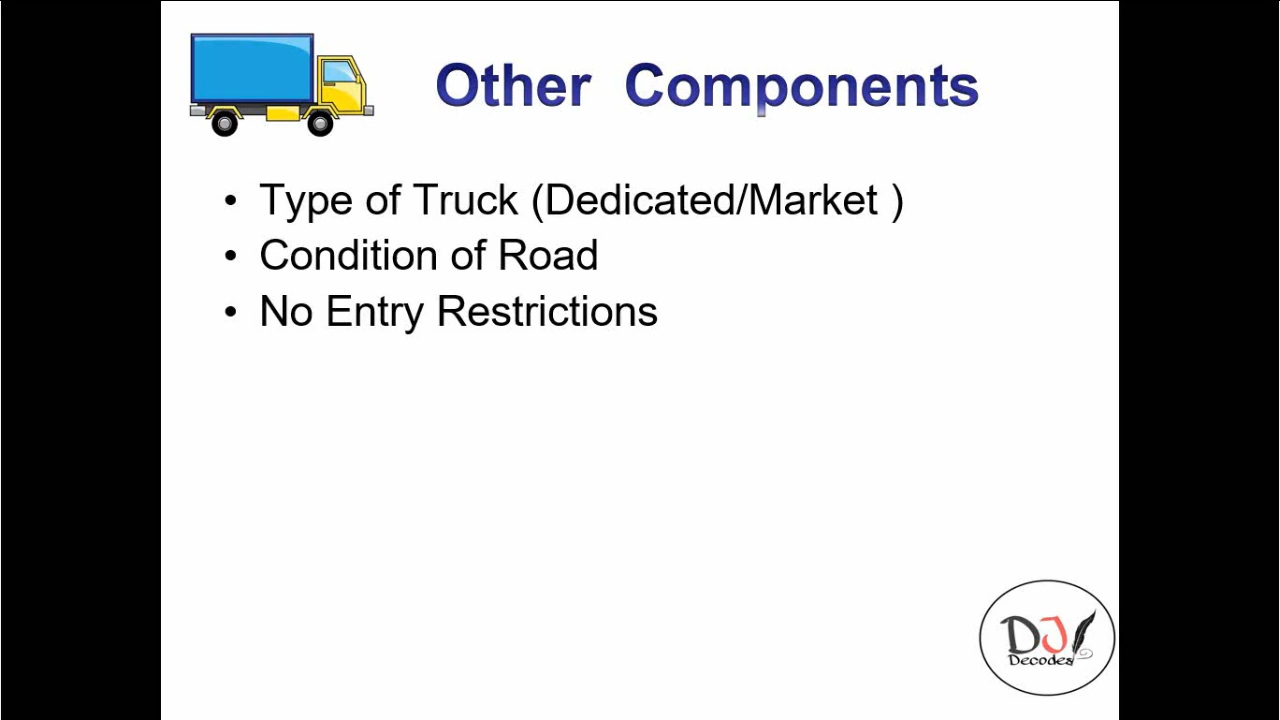 Other Components
• Type of Truck (Dedicated/Market )
• Condition of Road
• No Entry Restrictions
DJ
Decodes